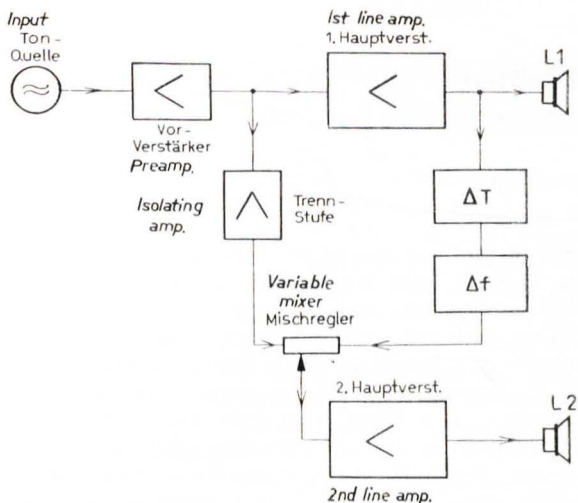 Input
Ton-
Quelle
1st line amp.
1. Hauptverst.
L1
Vor-
Verstärker
Preamp.
Isolating
amp.
Trenn-
Stufe
ΔT
Δf
Variable
mixer
Mischregler
2. Hauptverst.
L2
2nd line amp.